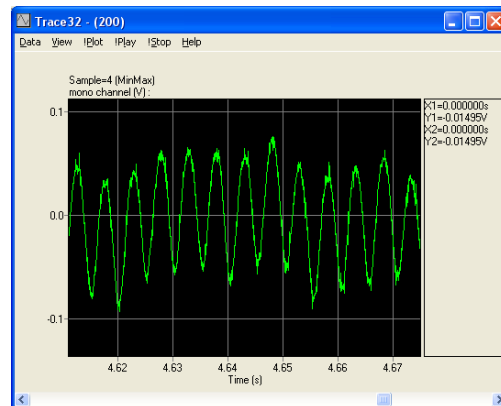 Trace32 - (200)
Data View !Plot !Play !Stop Help
Sample=4 (MinMax)
mono channel (V) :
X1=0.000000s
Y1=-0.01495V
X2=0.000000s
Y2=-0.01495V
0.1
0.0
-0.1
4.62 4.63 4.64 4.65 4.66 4.67
Time (s)